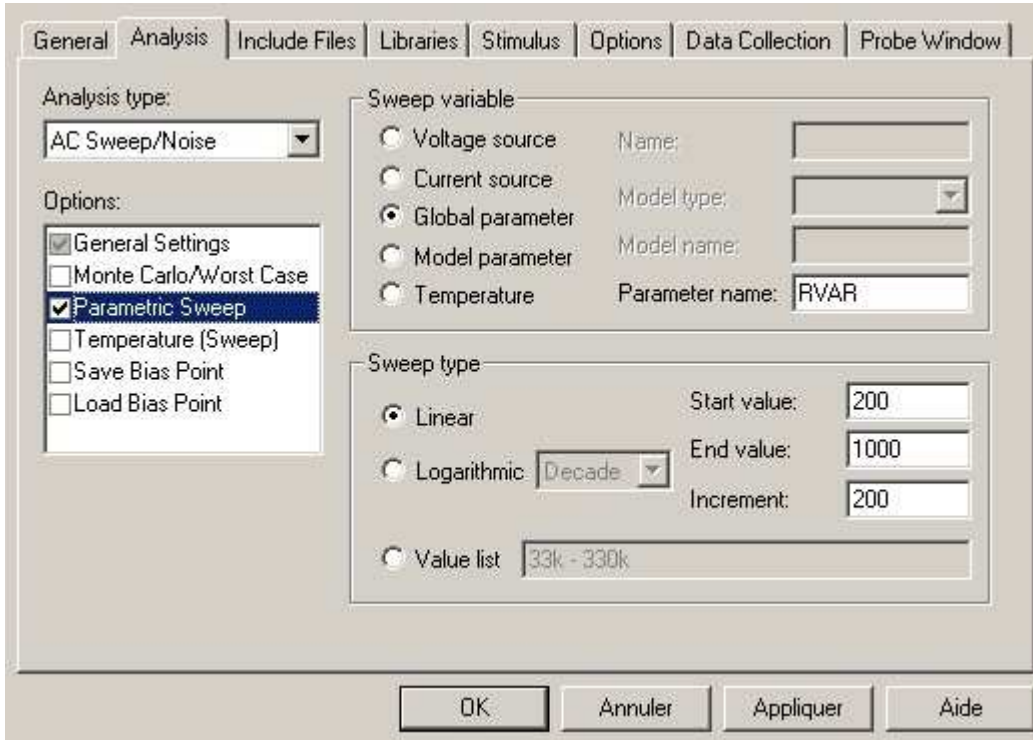 General Analysis Include Files Libraries Stimulus Options Data Collection Probe Window
Analysis type:
AC Sweep/Noise
Options:
General Settings
Monte Carlo/Worst Case
Parametric Sweep
Temperature (Sweep)
Save Bias Point
Load Bias Point
Sweep variable
Voltage source
Current source
Global parameter
Model parameter
Temperature
Name:
Model type:
Model name:
Parameter name: RVAR
Sweep type
Linear
Logarithmic Decade
Start value: 200
End value: 1000
Increment: 200
Value list 33k - 330k
OK Annuler Appliquer Aide